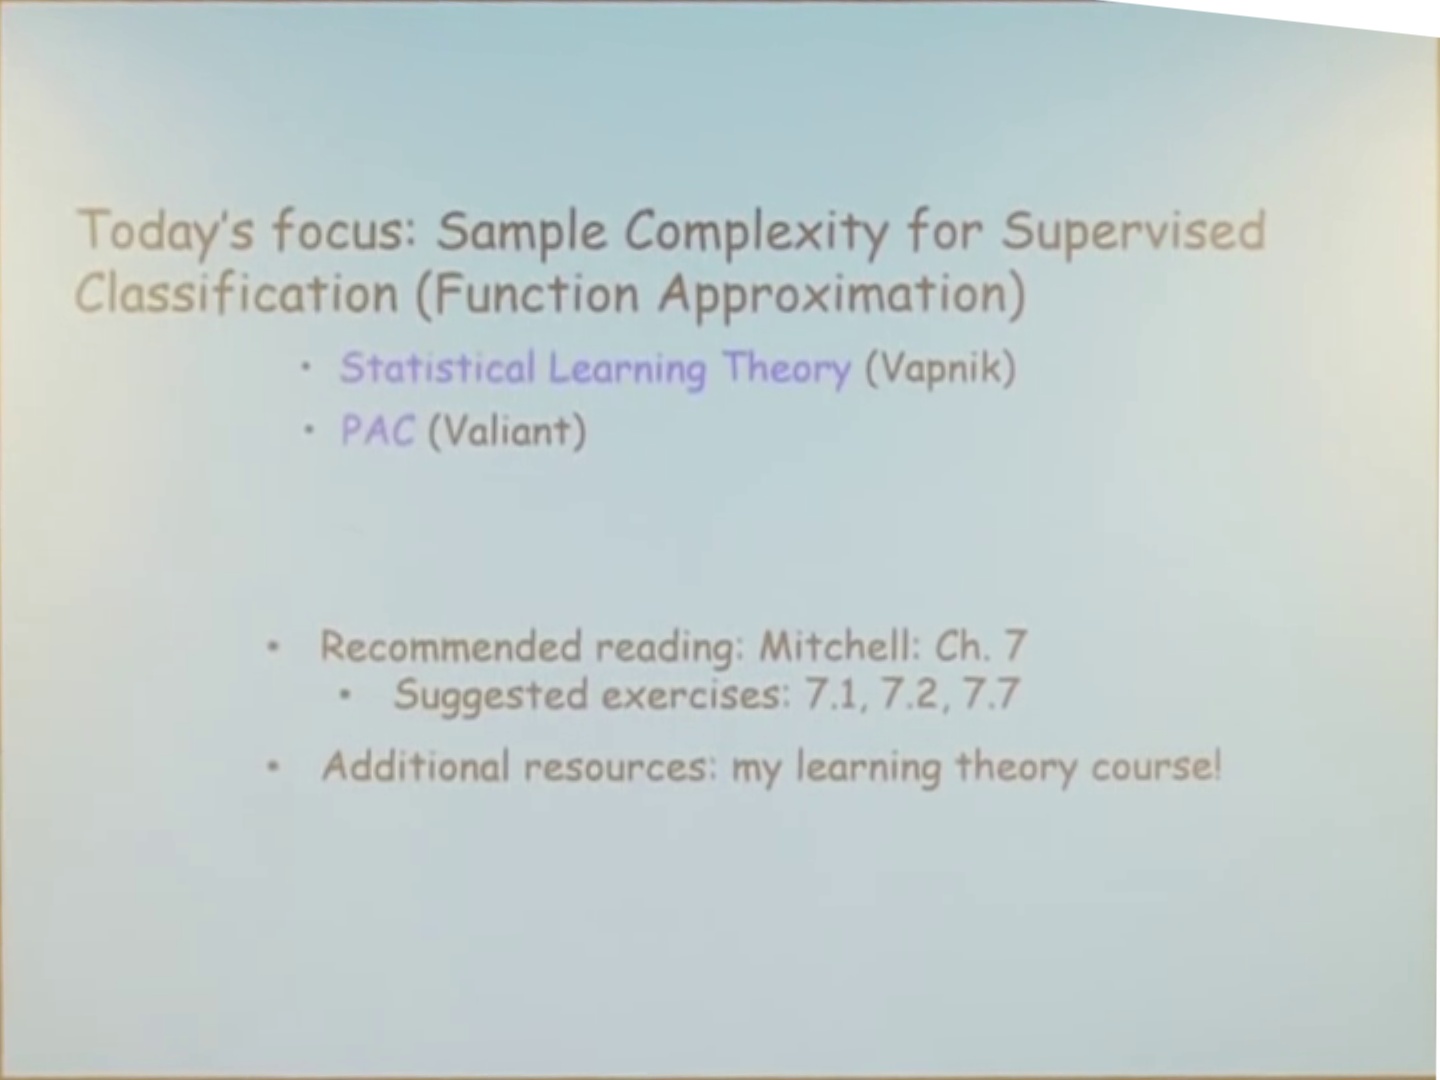 Today's focus: Sample Complexity for Supervised
Classification (Function Approximation)
• Statistical Learning Theory (Vapnik)
• PAC (Valiant)
• Recommended reading: Mitchell: Ch. 7
• Suggested exercises: 7.1, 7.2, 7.7
• Additional resources: my learning theory course!